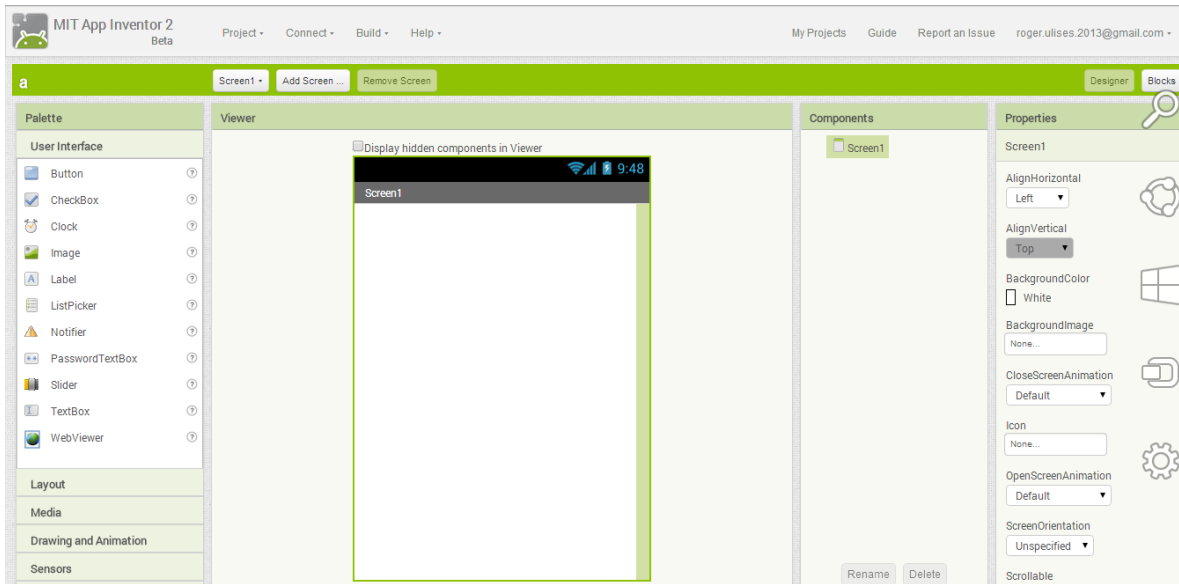 MIT App Inventor 2
Beta
Project Connect Build Help
My Projects Guide Report an Issue roger.ulises.2013@gmail.com
a
Screen1 Add Screen ... Remove Screen
Designer Blocks
Palette
User Interface
Button
CheckBox
Clock
Image
Label
ListPicker
Notifier
PasswordTextBox
Slider
TextBox
WebViewer
Layout
Media
Drawing and Animation
Sensors
Viewer
Display hidden components in Viewer
9:48
Screen1
Components
Screen1
Rename Delete
Properties
Screen1
AlignHorizontal
Left
AlignVertical
Top
BackgroundColor
White
BackgroundImage
None...
CloseScreenAnimation
Default
Icon
None...
OpenScreenAnimation
Default
ScreenOrientation
Unspecified
Scrollable